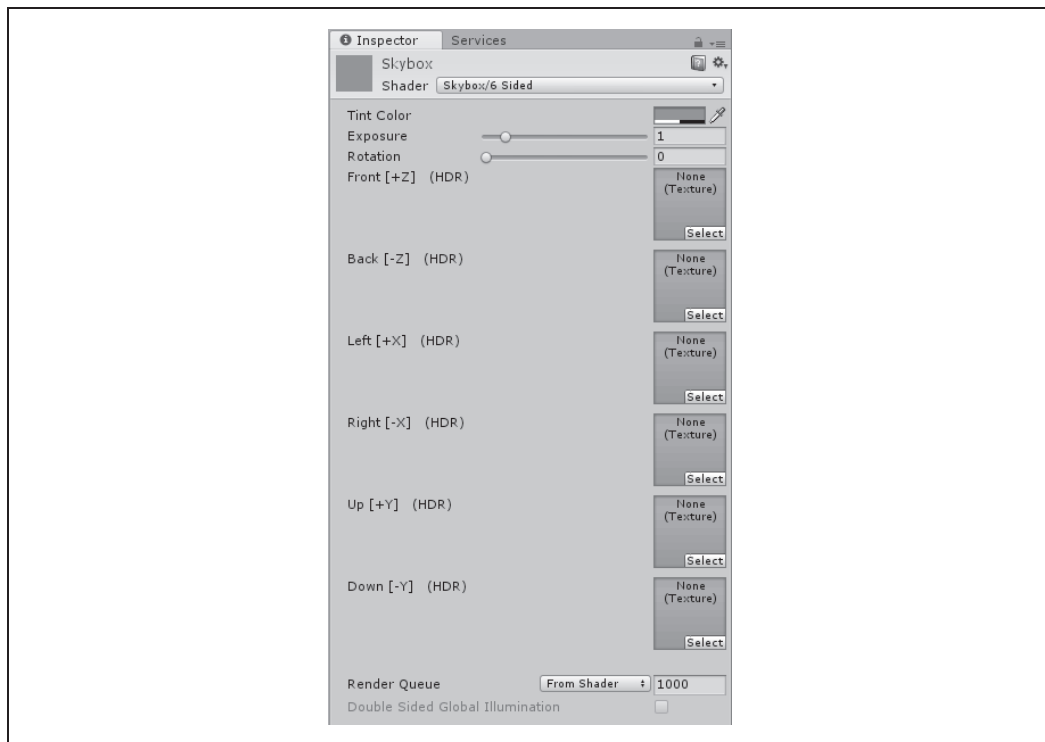 Inspector Services
Skybox
Shader Skybox/6 Sided
Tint Color
Exposure 1
Rotation 0
Front [+Z] (HDR) None
(Texture)
Select
Back [-Z] (HDR) None
(Texture)
Select
Left [+X] (HDR) None
(Texture)
Select
Right [-X] (HDR) None
(Texture)
Select
Up [+Y] (HDR) None
(Texture)
Select
Down [-Y] (HDR) None
(Texture)
Select
Render Queue From Shader 1000
Double Sided Global Illumination